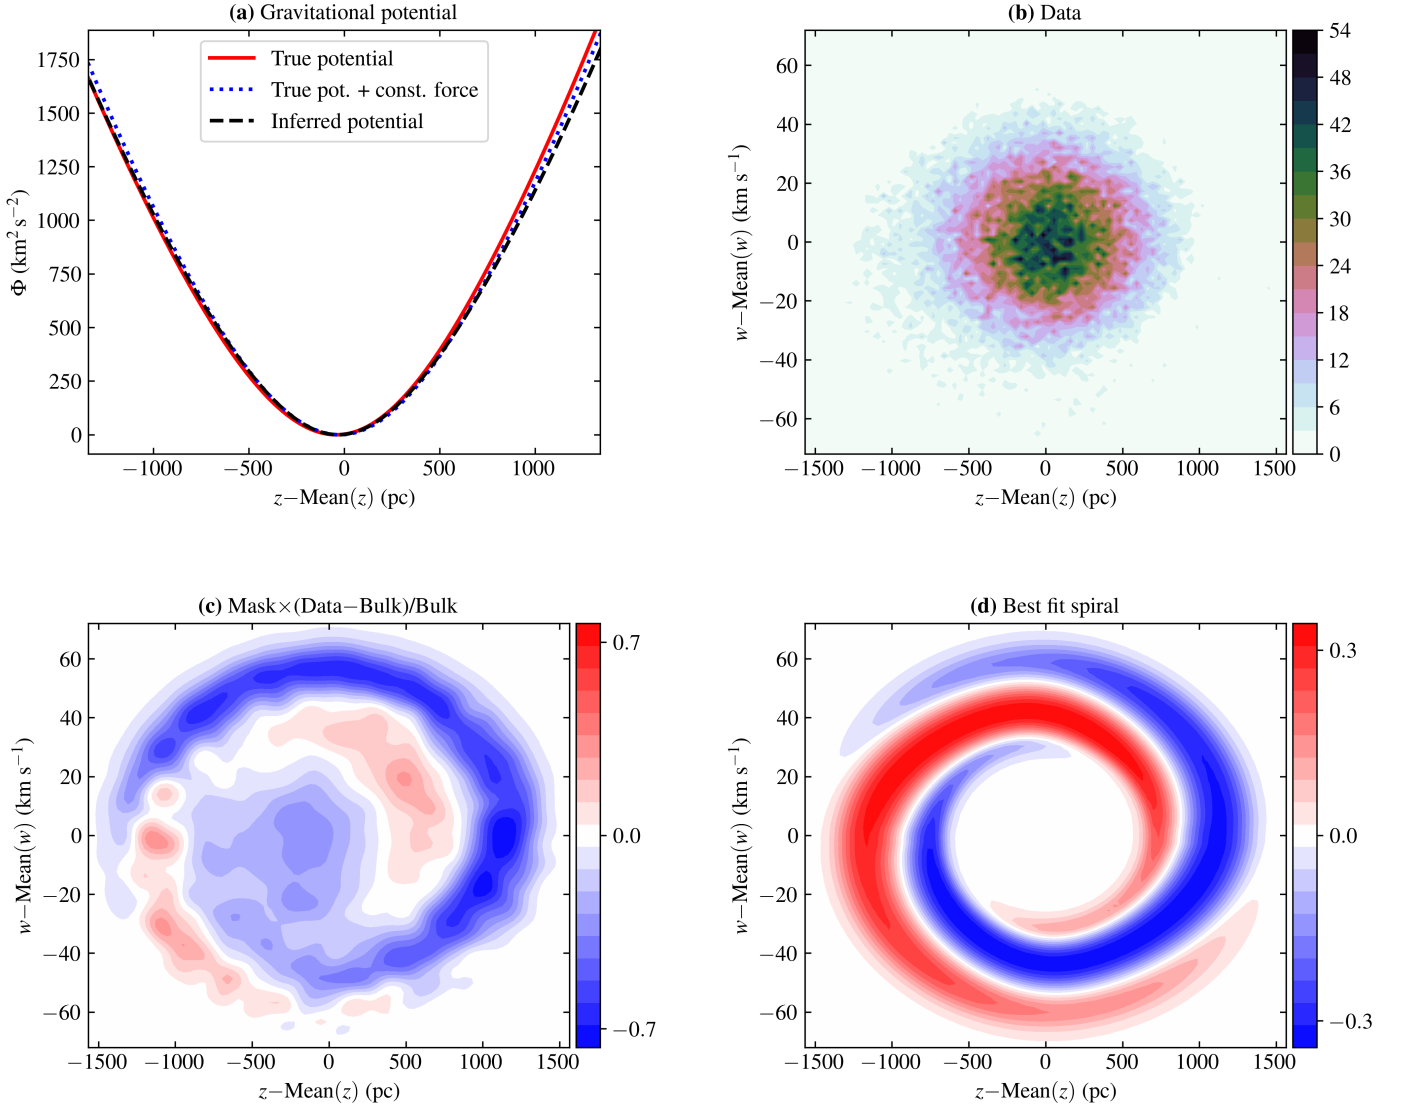 (a) Gravitational potential
True potential
True pot. + const. force
Inferred potential
Φ (km² s⁻²)
1750
1500
1250
1000
750
500
250
0
−1000 −500 0 500 1000
z−Mean(z) (pc)
(b) Data
w−Mean(w) (km s⁻¹)
60
40
20
0
−20
−40
−60
−1500 −1000 −500 0 500 1000 1500
z−Mean(z) (pc)
54
48
42
36
30
24
18
12
6
0
(c) Mask×(Data−Bulk)/Bulk
w−Mean(w) (km s⁻¹)
60
40
20
0
−20
−40
−60
−1500 −1000 −500 0 500 1000 1500
z−Mean(z) (pc)
0.7
0.0
−0.7
(d) Best fit spiral
w−Mean(w) (km s⁻¹)
60
40
20
0
−20
−40
−60
−1500 −1000 −500 0 500 1000 1500
z−Mean(z) (pc)
0.3
0.0
−0.3